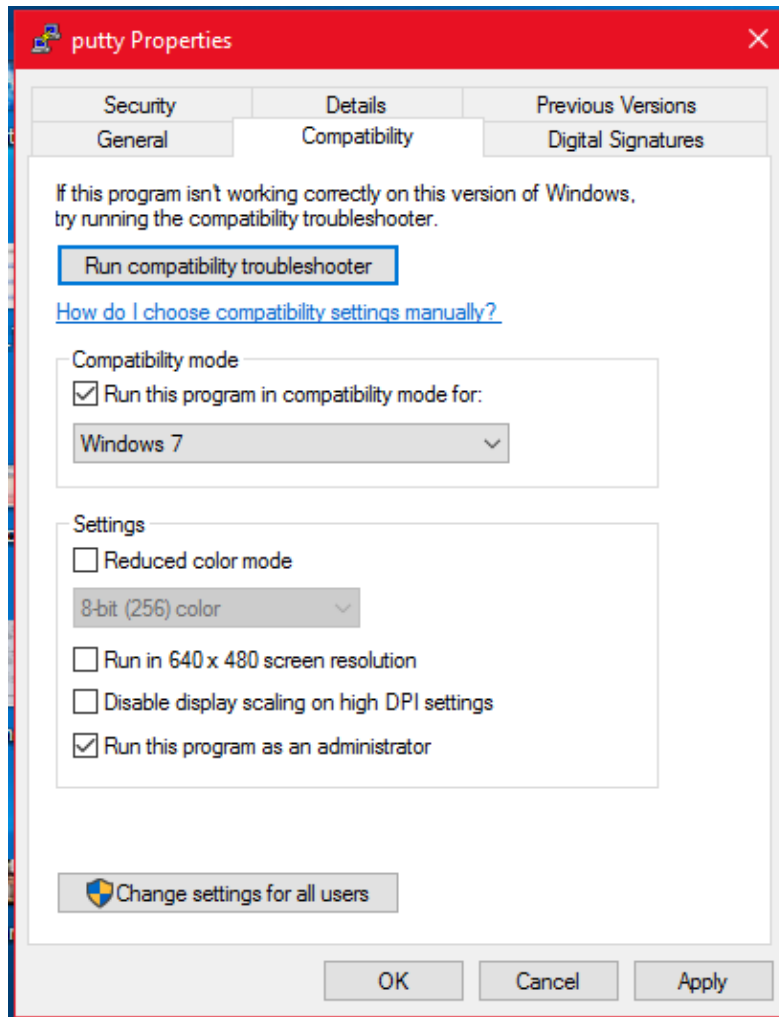 putty Properties
Security Details Previous Versions
General Compatibility Digital Signatures
If this program isn't working correctly on this version of Windows,
try running the compatibility troubleshooter.
Run compatibility troubleshooter
How do I choose compatibility settings manually?
Compatibility mode
Run this program in compatibility mode for:
Windows 7
Settings
Reduced color mode
8-bit (256) color
Run in 640 x 480 screen resolution
Disable display scaling on high DPI settings
Run this program as an administrator
Change settings for all users
OK Cancel Apply